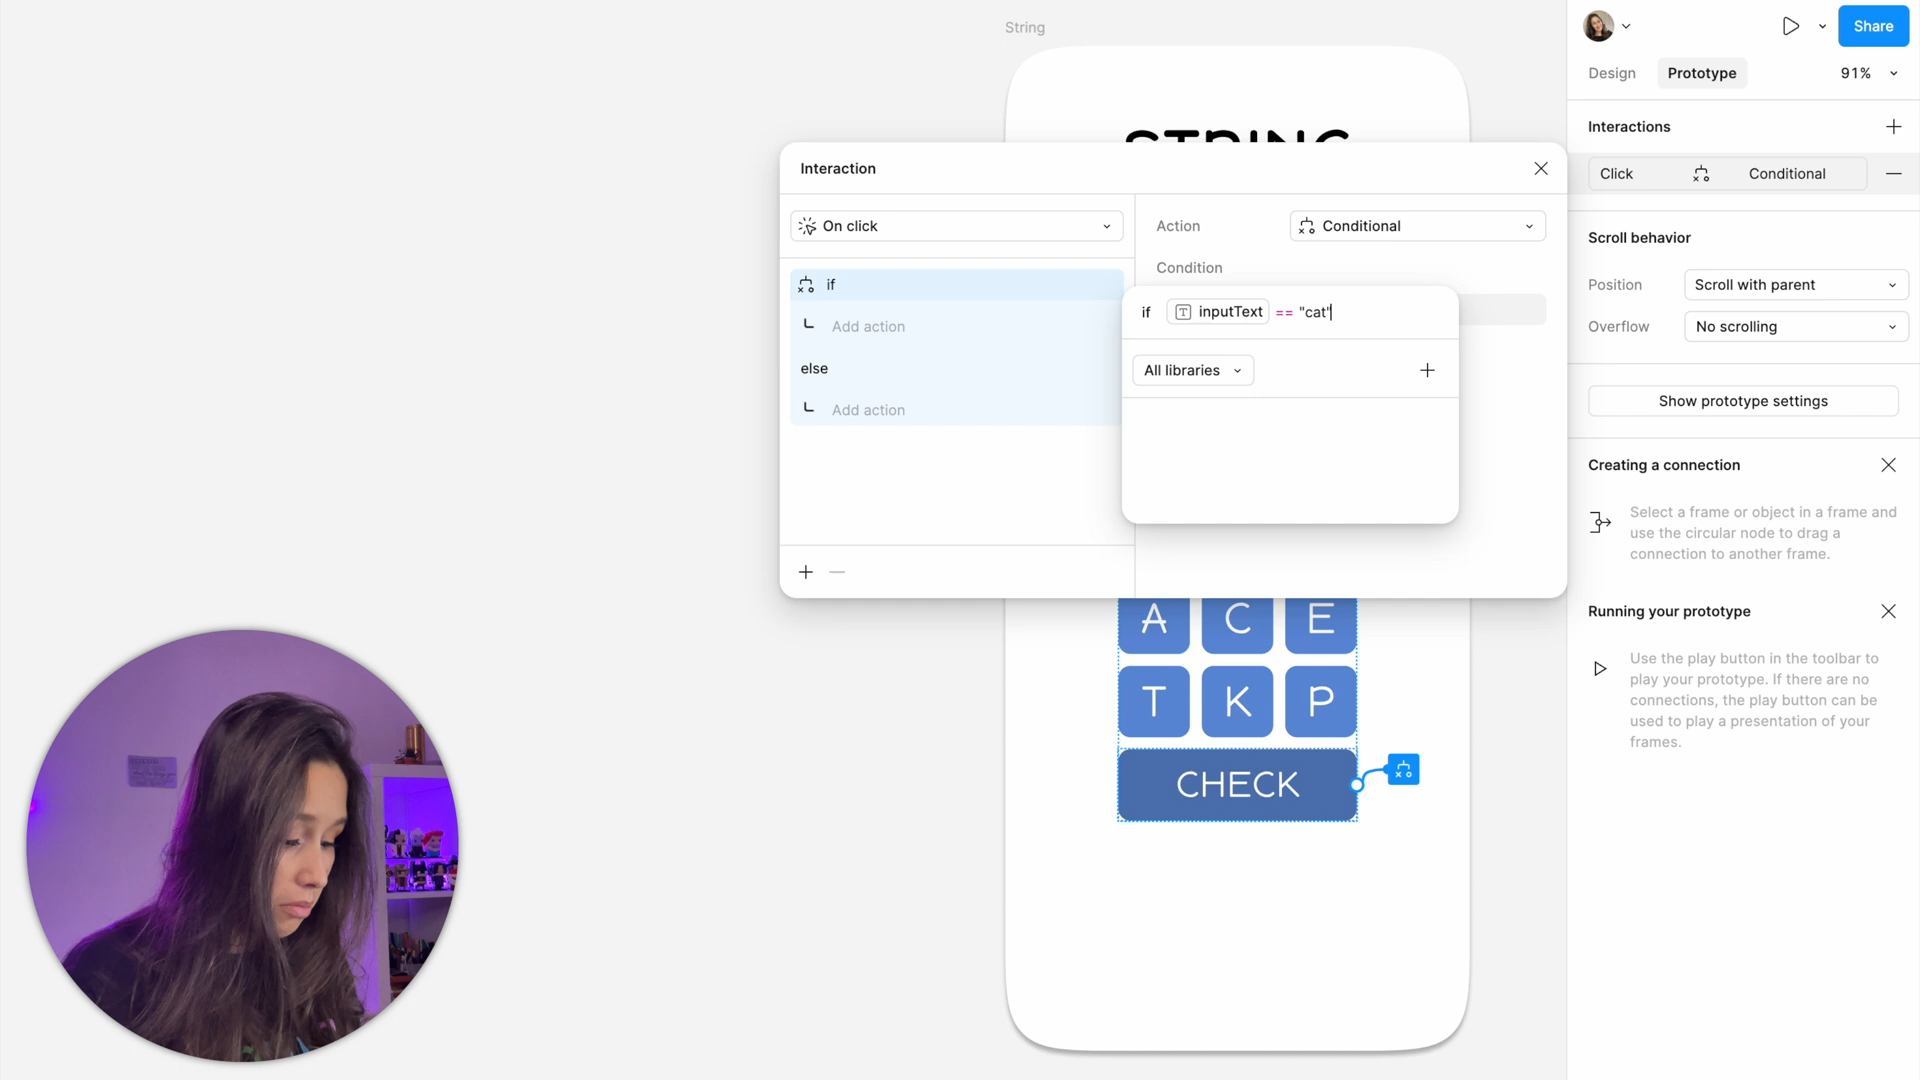 String
Share
Design
Prototype
91%
STRING
Interactions
Interaction
Click
Conditional
On click
Action
Conditional
Scroll behavior
Condition
if
Position
Scroll with parent
if
inputText
== "cat"
Add action
Overflow
No scrolling
else
All libraries
Show prototype settings
Add action
Creating a connection
Select a frame or object in a frame and
use the circular node to drag a
connection to another frame.
A
C
E
Running your prototype
Use the play button in the toolbar to
play your prototype. If there are no
connections, the play button can be
used to play a presentation of your
frames.
T
K
P
CHECK